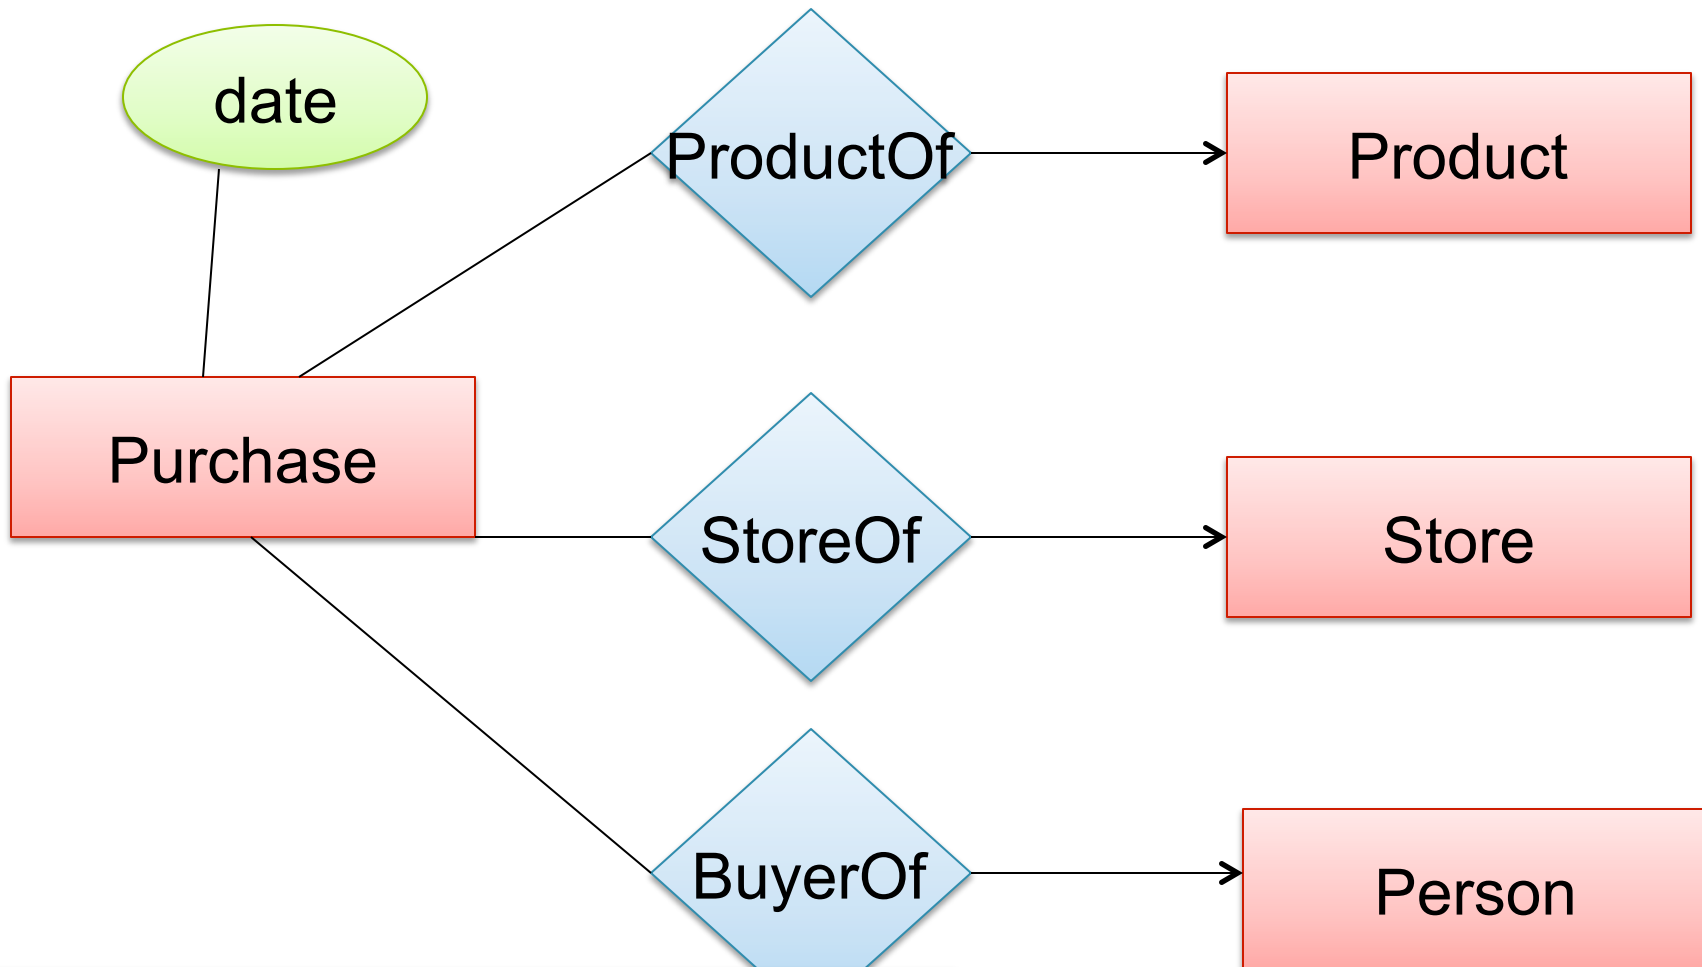 date
ProductOf
Product
Purchase
StoreOf
Store
BuyerOf
Person